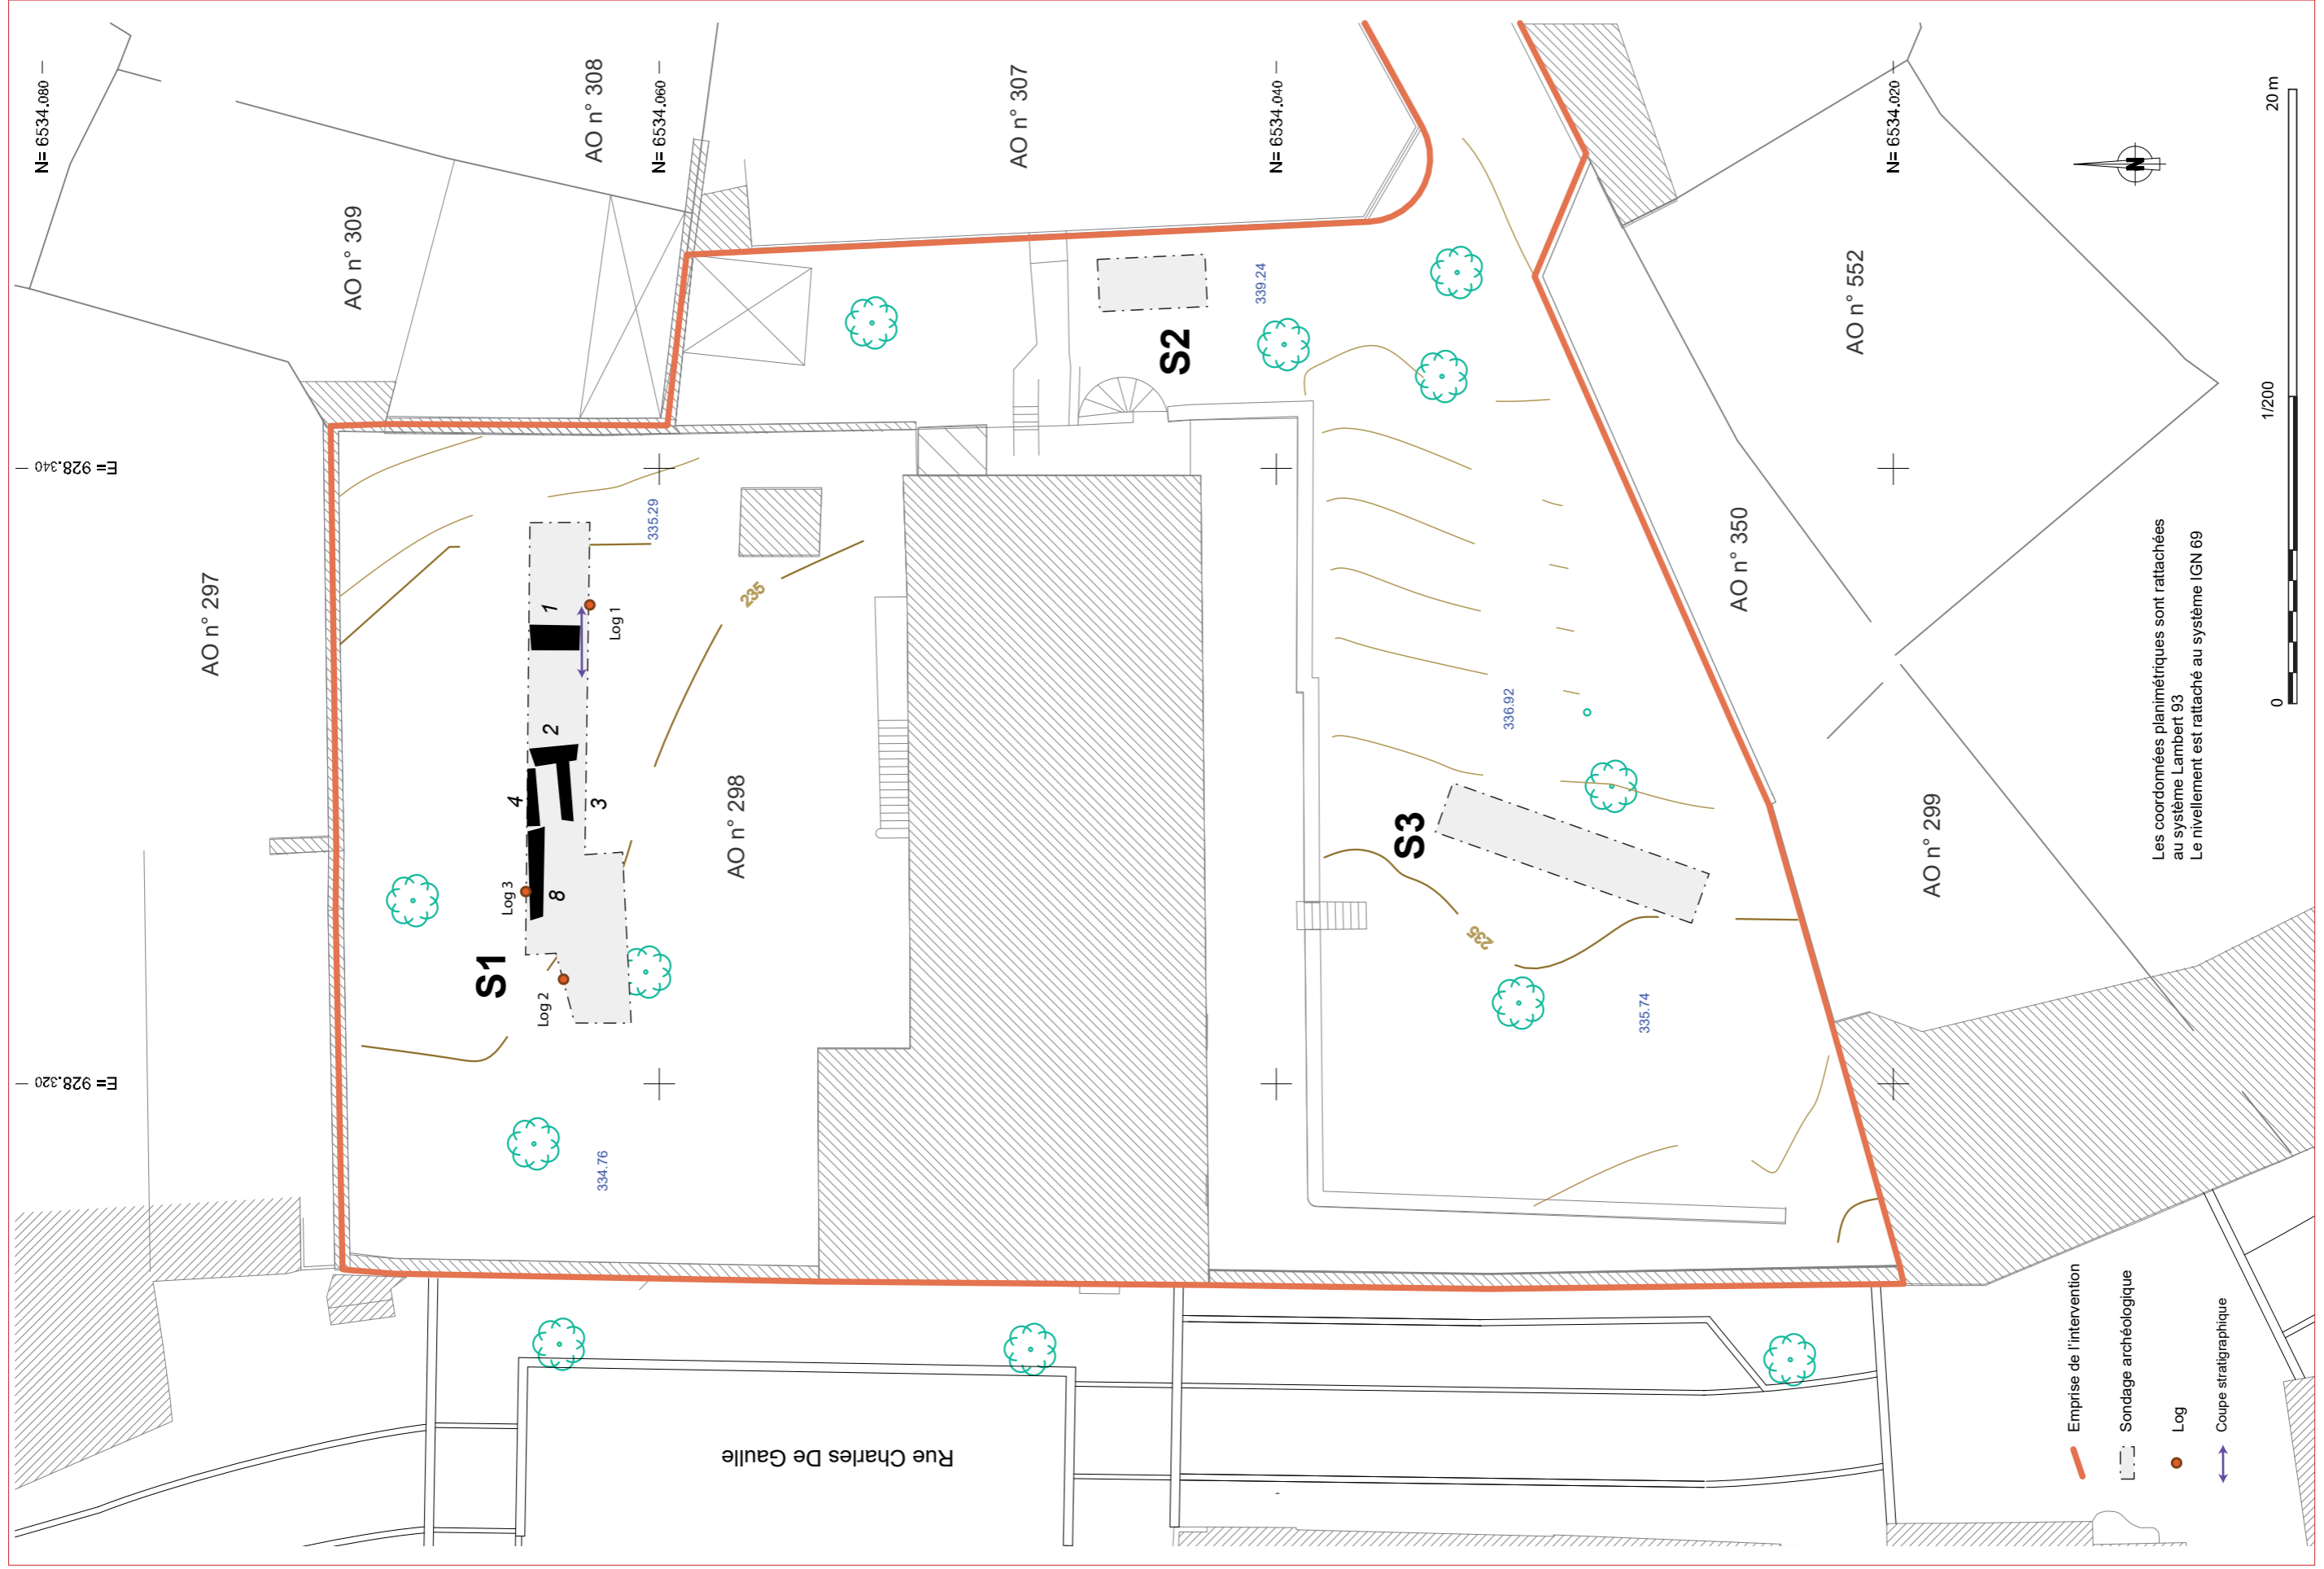 N= 6534.080
N= 6534.060
N= 6534.040
N= 6534.020
E= 928.340
E= 928.320
AO n° 309
AO n° 308
AO n° 307
AO n° 297
AO n° 298
AO n° 552
AO n° 350
AO n° 299
S1
S2
S3
1
2
3
4
8
Log 1
Log 2
Log 3
335.29
339.24
336.92
335.74
334.76
235
235
Rue Charles De Gaulle
N
Les coordonnées planimétriques sont rattachées
au système Lambert 93
Le nivellement est rattaché au système IGN 69
0
1/200
20 m
Emprise de l'intervention
Sondage archéologique
Log
Coupe stratigraphique